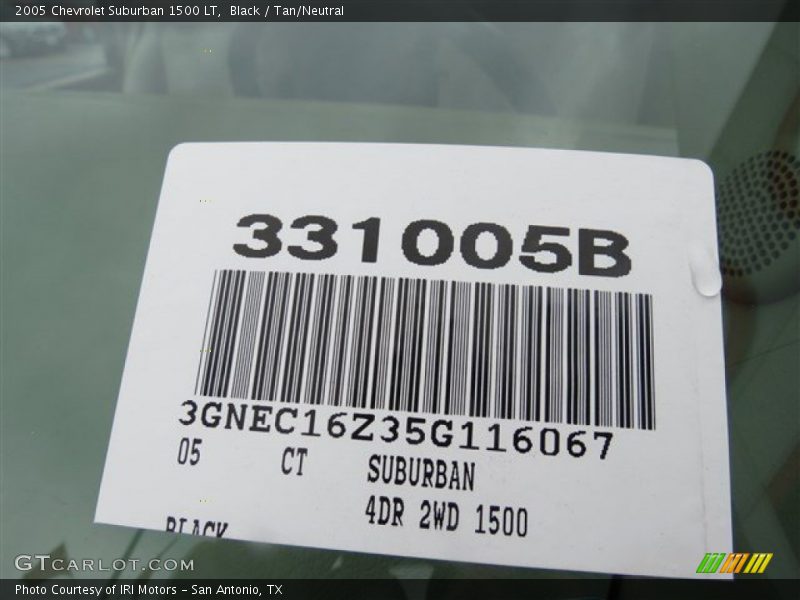 2005 Chevrolet Suburban 1500 LT, Black / Tan/Neutral
331005B
3GNEC16Z35G116067
05 CT SUBURBAN
4DR 2WD 1500
BLACK
GTCARLOT.COM
Photo Courtesy of IRI Motors - San Antonio, TX